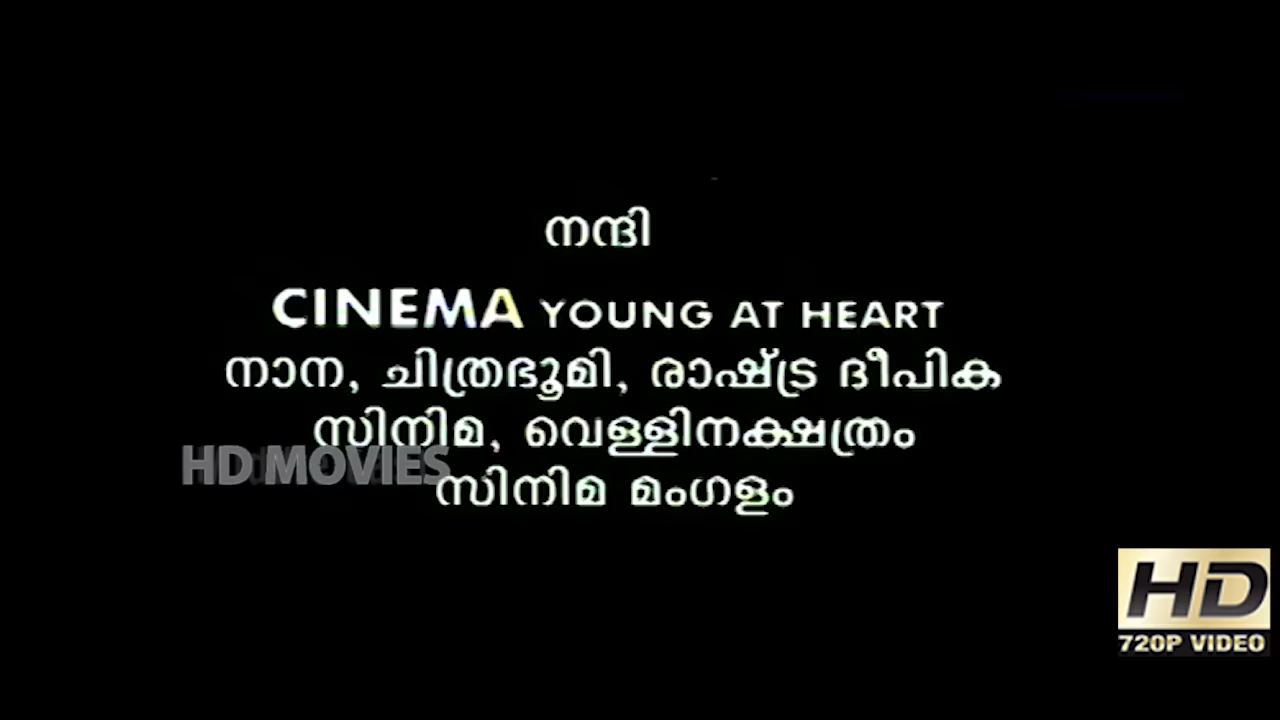 നന്ദി
CINEMA YOUNG AT HEART
നാന, ചിത്രഭൂമി, രാഷ്ട്ര ദീപിക
സിനിമ, വെള്ളിനക്ഷത്രം
HD MOVIES
സിനിമ മംഗളം
HD
720P VIDEO